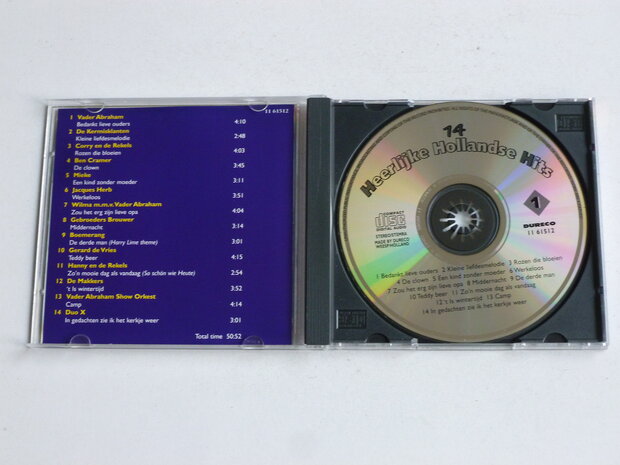 11 61512
1 Vader Abraham
Bedankt lieve ouders 4:10
2 De Kermisklanten
Kleine liefdesmelodie 2:48
3 Corry en de Rekels
Rozen die bloeien 4:03
4 Ben Cramer
De clown 3:45
5 Mieke
Een kind zonder moeder 3:11
6 Jacques Herb
Werkeloos 3:51
7 Wilma m.m.v. Vader Abraham
Zou het erg zijn lieve opa 4:04
8 Gebroeders Brouwer
Middernacht 3:14
9 Boemerang
De derde man (Harry Lime theme) 3:01
10 Gerard de Vries
Teddy beer 4:41
11 Henny en de Rekels
Zo'n mooie dag als vandaag (So schön wie Heute) 2:54
12 De Makkers
't Is wintertijd 3:52
13 Vader Abraham Show Orkest
Camp 4:14
14 Duo X
In gedachten zie ik het kerkje weer 3:01
Total time 50:52
14
Heerlijke Hollandse Hits
1
COMPACT
disc
DIGITAL AUDIO
STEREO/STEMRA
MADE BY DURECO
WEESP/HOLLAND
DURECO
11 61512
1 Bedankt lieve ouders 2 Kleine liefdesmelodie 3 Rozen die bloeien
4 De clown 5 Een kind zonder moeder 6 Werkeloos
7 Zou het erg zijn lieve opa 8 Middernacht 9 De derde man
10 Teddy beer 11 Zo'n mooie dag als vandaag
12 't Is wintertijd 13 Camp
14 In gedachten zie ik het kerkje weer